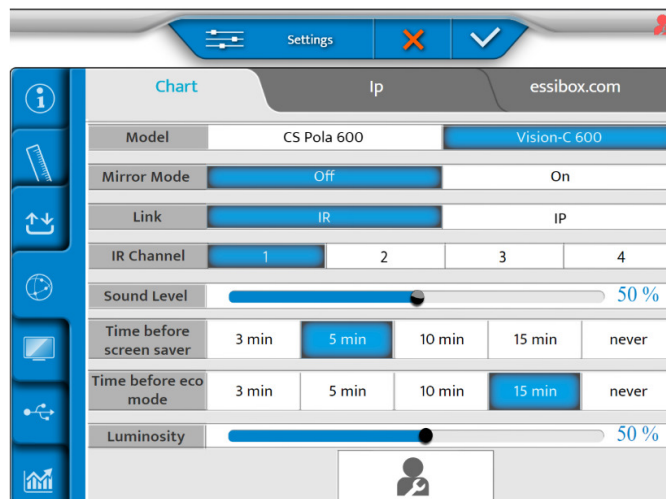 Settings
Chart Ip essibox.com
Model CS Pola 600 Vision-C 600
Mirror Mode Off On
Link IR IP
IR Channel 1 2 3 4
Sound Level 50 %
Time before
screen saver 3 min 5 min 10 min 15 min never
Time before eco
mode 3 min 5 min 10 min 15 min never
Luminosity 50 %